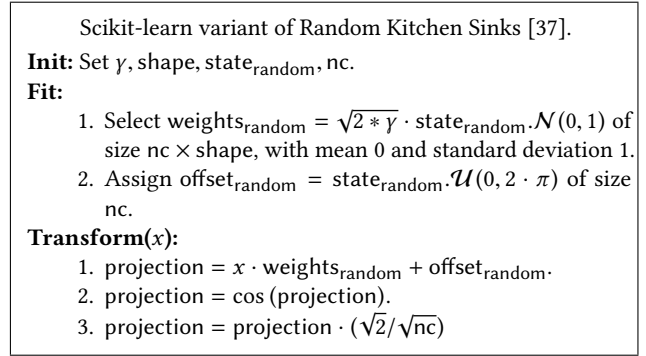 Scikit-learn variant of Random Kitchen Sinks [37].
Init: Set γ, shape, state_random, nc.
Fit:
1. Select weights_random = √(2 ∗ γ) · state_random.𝒩(0, 1) of
size nc × shape, with mean 0 and standard deviation 1.
2. Assign offset_random = state_random.𝒰(0, 2 · π) of size
nc.
Transform(x):
1. projection = x · weights_random + offset_random.
2. projection = cos (projection).
3. projection = projection · (√2/√nc)